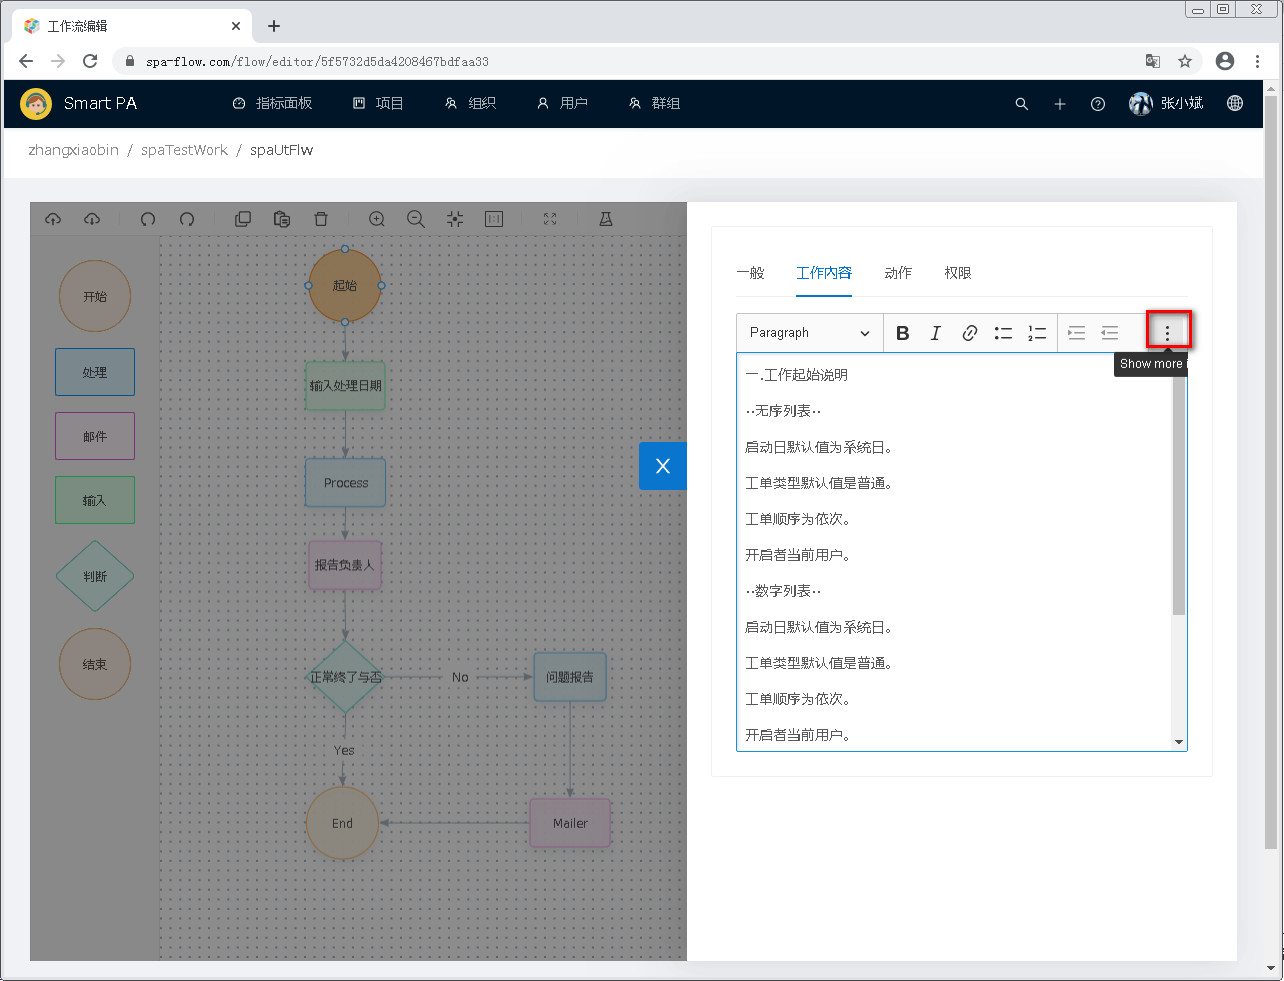 工作流编辑
spa-flow.com/flow/editor/5f5732d5da4208467bdfaa33
Smart PA
指标面板
项目
组织
用户
群组
张小斌
zhangxiaobin / spaTestWork / spaUtFlw
开始
处理
邮件
输入
判断
结束
起始
输入处理日期
Process
报告负责人
正常终了与否
No
问题报告
Yes
End
Mailer
X
一般
工作内容
动作
权限
Paragraph
B
I
Show more i
一.工作起始说明
··无序列表··
启动日默认值为系统日。
工单类型默认值是普通。
工单顺序为依次。
开启者当前用户。
··数字列表··
启动日默认值为系统日。
工单类型默认值是普通。
工单顺序为依次。
开启者当前用户。